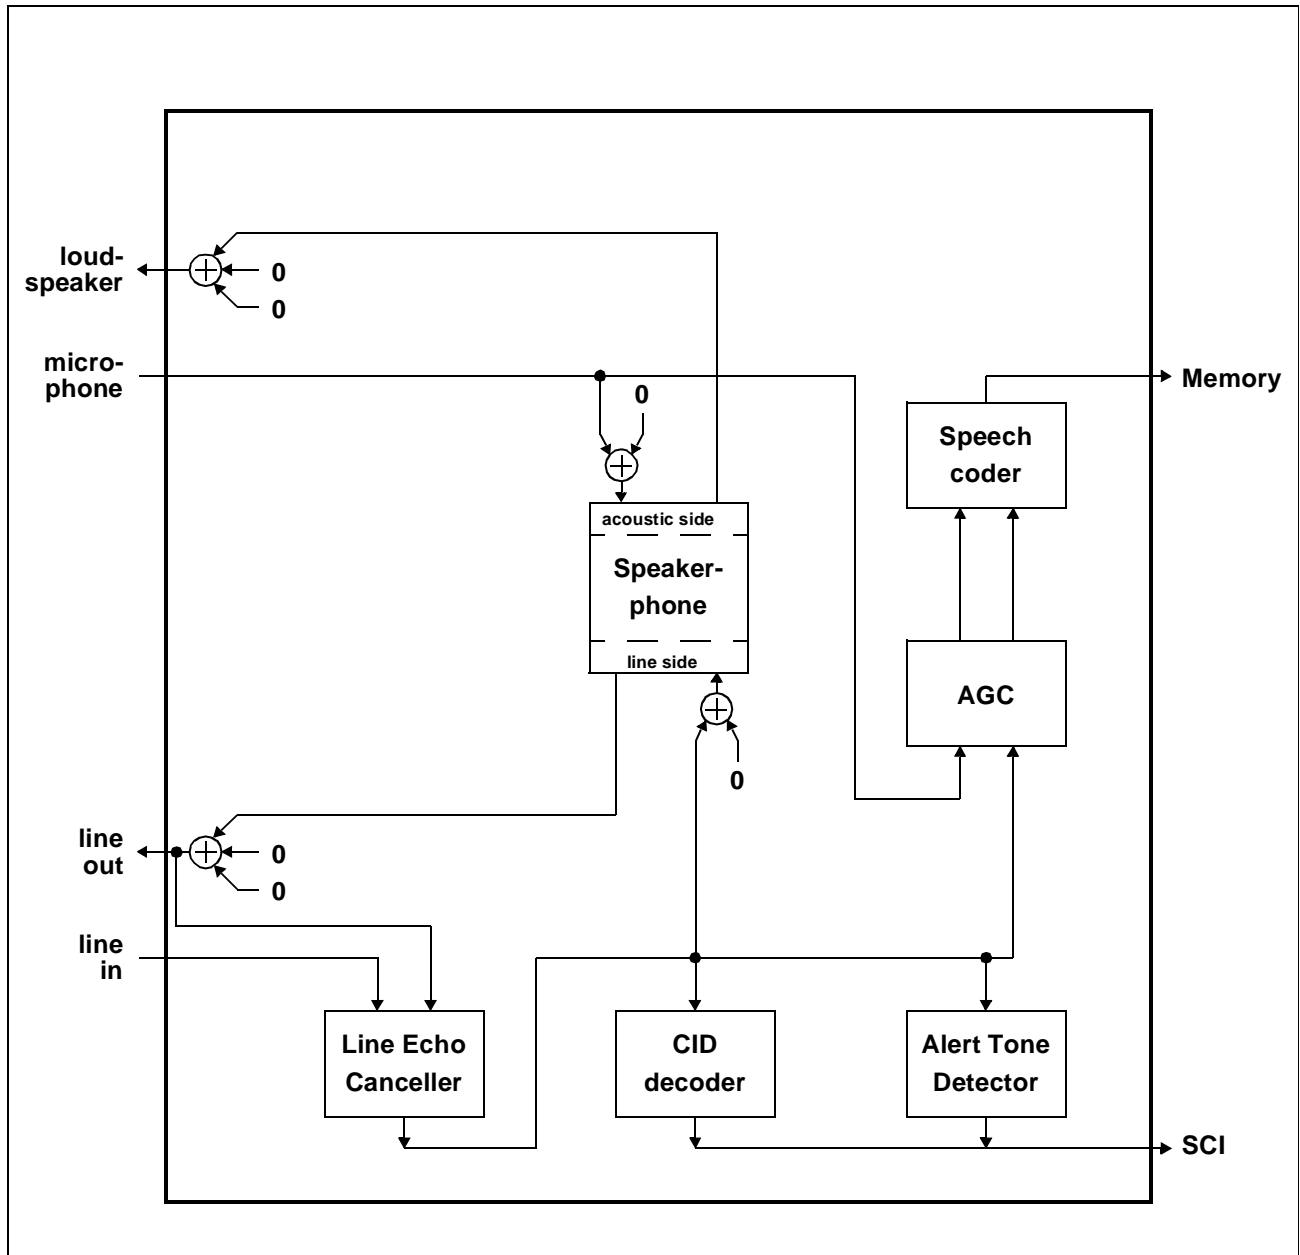 loud-
speaker
0
0
micro-
phone
0
Memory
Speech
coder
acoustic side
Speaker-
phone
line side
AGC
0
line
out
0
0
line
in
Line Echo
Canceller
CID
decoder
Alert Tone
Detector
SCI